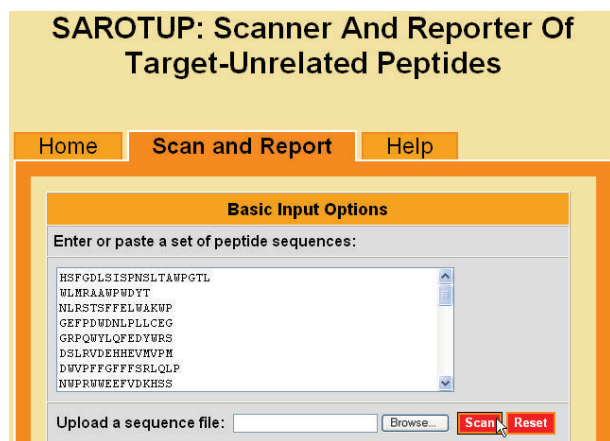 SAROTUP: Scanner And Reporter Of
Target-Unrelated Peptides
Home Scan and Report Help
Basic Input Options
Enter or paste a set of peptide sequences:
HSFGDLSISPNSLTAWPGTL
WLMRAAWPWDYT
NLRSTSFFELWAKWP
GEFPDWDNLPLLCEG
GRPQWYLQFEDYWRS
DSLRVDEHHEVMVPM
DWVPFFGFFFSRLQLP
NWPRWWEEFVDKHSS
Upload a sequence file: Browse... Scan Reset